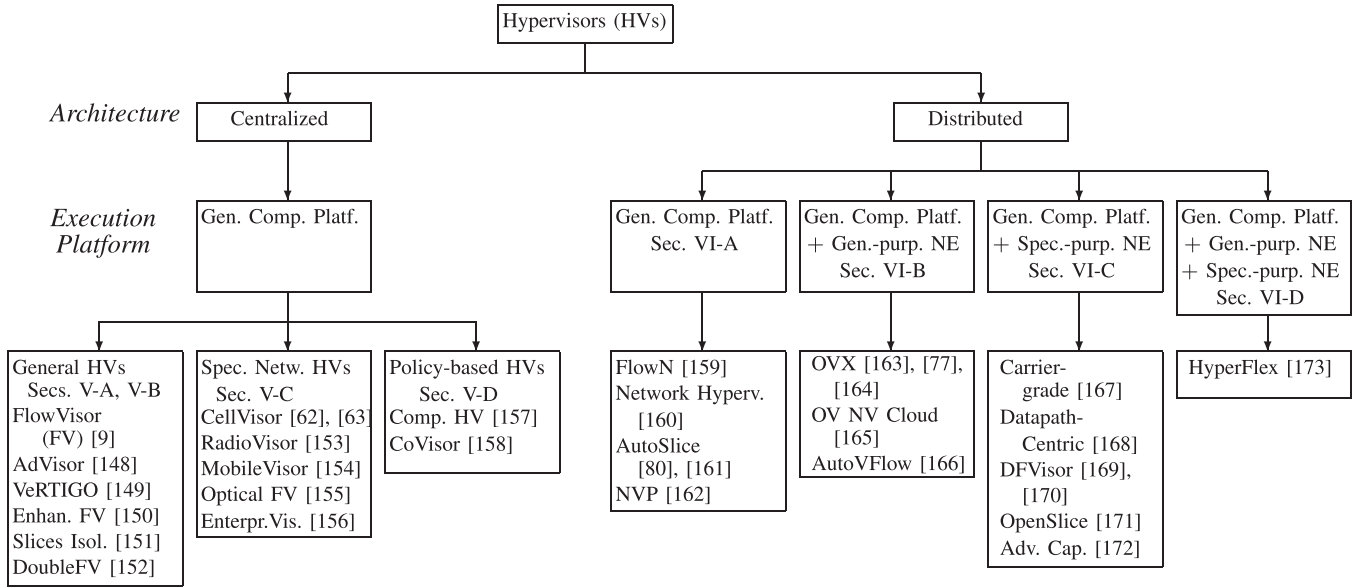 Hypervisors (HVs)
Architecture
Centralized
Distributed
Execution
Platform
Gen. Comp. Platf.
Gen. Comp. Platf.
Sec. VI-A
Gen. Comp. Platf.
+ Gen.-purp. NE
Sec. VI-B
Gen. Comp. Platf.
+ Spec.-purp. NE
Sec. VI-C
Gen. Comp. Platf.
+ Gen.-purp. NE
+ Spec.-purp. NE
Sec. VI-D
General HVs
Secs. V-A, V-B
FlowVisor
(FV) [9]
AdVisor [148]
VeRTIGO [149]
Enhan. FV [150]
Slices Isol. [151]
DoubleFV [152]
Spec. Netw. HVs
Sec. V-C
CellVisor [62], [63]
RadioVisor [153]
MobileVisor [154]
Optical FV [155]
Enterpr.Vis. [156]
Policy-based HVs
Sec. V-D
Comp. HV [157]
CoVisor [158]
FlowN [159]
Network Hyperv.
[160]
AutoSlice
[80], [161]
NVP [162]
OVX [163], [77],
[164]
OV NV Cloud
[165]
AutoVFlow [166]
Carrier-
grade [167]
Datapath-
Centric [168]
DFVisor [169],
[170]
OpenSlice [171]
Adv. Cap. [172]
HyperFlex [173]